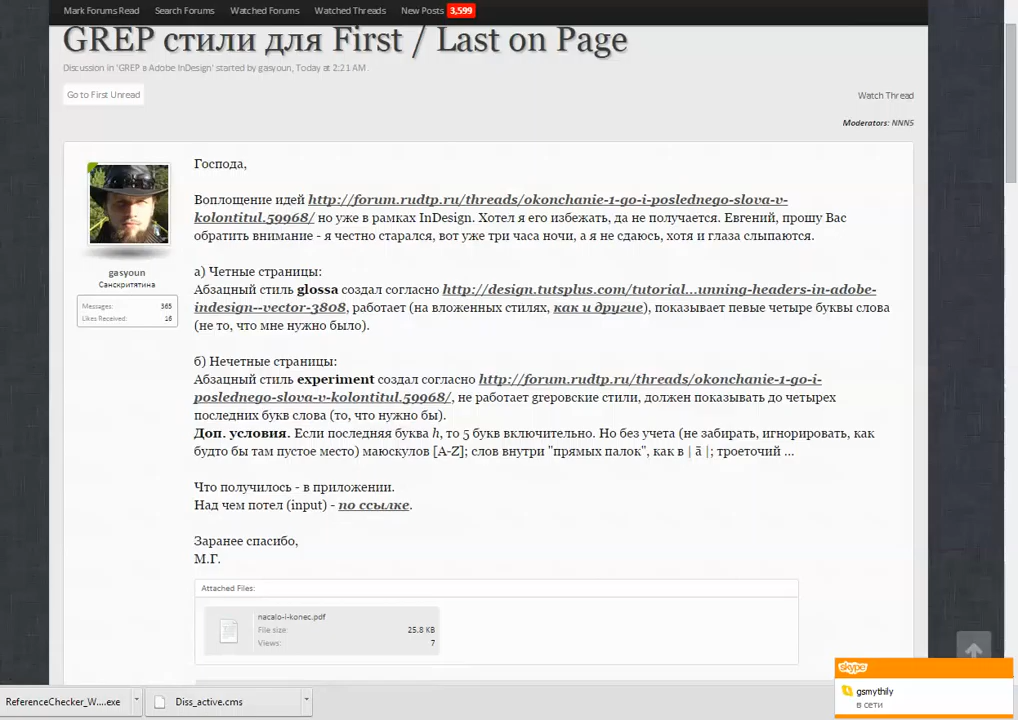 Mark Forums Read Search Forums Watched Forums Watched Threads New Posts 3,599
GREP стили для First / Last on Page
Discussion in 'GREP в Adobe InDesign' started by gasyoun, Today at 2:21 AM.
Go to First Unread
Watch Thread
Moderators: NNN5
Господа,
Воплощение идей http://forum.rudtp.ru/threads/okonchanie-1-go-i-poslednego-slova-v-
kolontitul.59968/ но уже в рамках InDesign. Хотел я его избежать, да не получается. Евгений, прошу Вас
обратить внимание - я честно старался, вот уже три часа ночи, а я не сдаюсь, хотя и глаза слыпаются.
а) Четные страницы:
Абзацный стиль glossa создал согласно http://design.tutsplus.com/tutorial...unning-headers-in-adobe-
indesign--vector-3808, работает (на вложенных стилях, как и другие), показывает певые четыре буквы слова
(не то, что мне нужно было).
б) Нечетные страницы:
Абзацный стиль experiment создал согласно http://forum.rudtp.ru/threads/okonchanie-1-go-i-
poslednego-slova-v-kolontitul.59968/, не работает греровские стили, должен показывать до четырех
последних букв слова (то, что нужно бы).
Доп. условия. Если последняя буква h, то 5 букв включительно. Но без учета (не забирать, игнорировать, как
будто бы там пустое место) маюскулов [A-Z]; слов внутри "прямых палок", как в | ā |; троеточий ...
Что получилось - в приложении.
Над чем потел (input) - по ссылке.
Заранее спасибо,
М.Г.
gasyoun
Санскритятина
Messages: 365
Likes Received: 16
Attached Files:
nacalo-i-konec.pdf
File size: 25.8 KB
Views: 7
skype
gsmythily
в сети
ReferenceChecker_W....exe Diss_active.cms